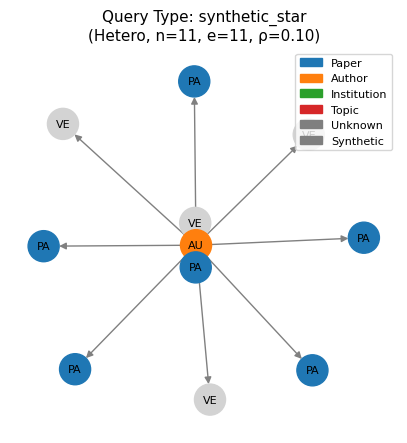 Query Type: synthetic_star
(Hetero, n=11, e=11, ρ=0.10)
Paper
Author
Institution
Topic
Unknown
Synthetic
PA
VE
VE
VE
PA
AU
PA
PA
PA
PA
VE